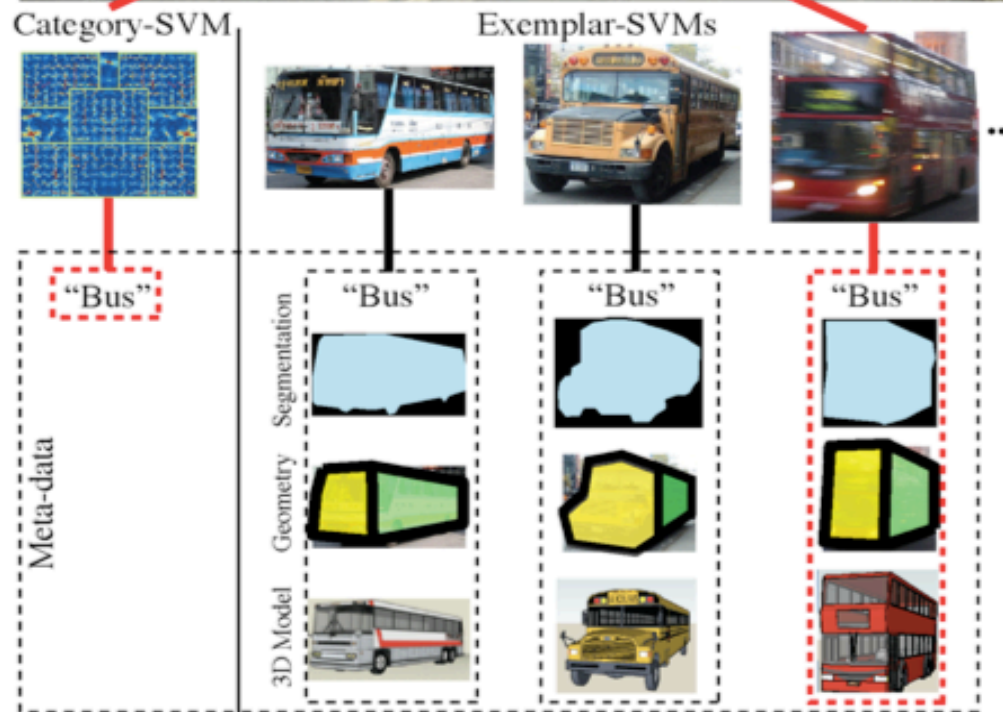 Category-SVM
Exemplar-SVMs
...
“Bus”
“Bus”
“Bus”
“Bus”
Segmentation
Geometry
3D Model
Meta-data